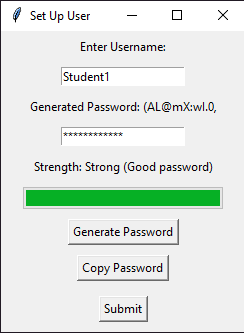 Set Up User
Enter Username:
Student1
Generated Password: (AL@mX:wl.0,
************
Strength: Strong (Good password)
Generate Password
Copy Password
Submit